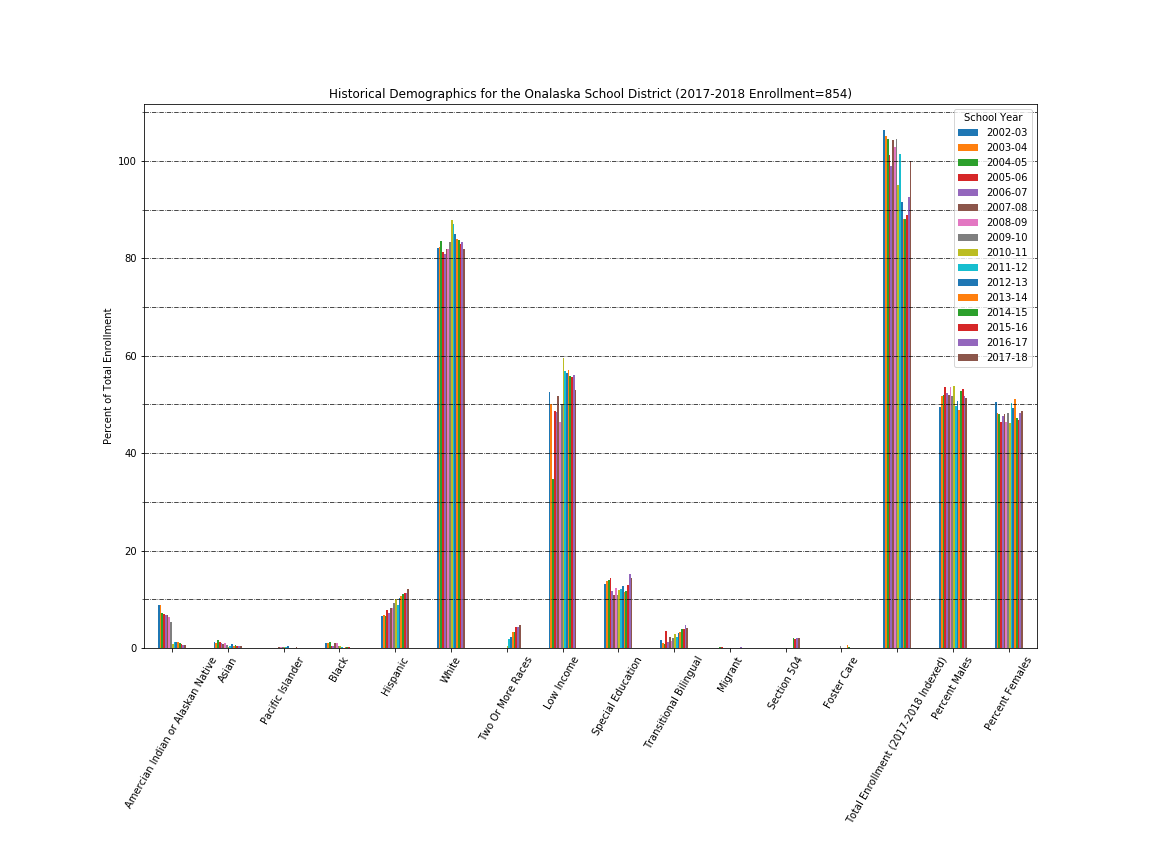 Historical Demographics for the Onalaska School District (2017-2018 Enrollment=854)
Percent of Total Enrollment
100
80
60
40
20
0
School Year
2002-03
2003-04
2004-05
2005-06
2006-07
2007-08
2008-09
2009-10
2010-11
2011-12
2012-13
2013-14
2014-15
2015-16
2016-17
2017-18
Amercian Indian or Alaskan Native
Asian
Pacific Islander
Black
Hispanic
White
Two Or More Races
Low Income
Special Education
Transitional Bilingual
Migrant
Section 504
Foster Care
Total Enrollment (2017-2018 Indexed)
Percent Males
Percent Females